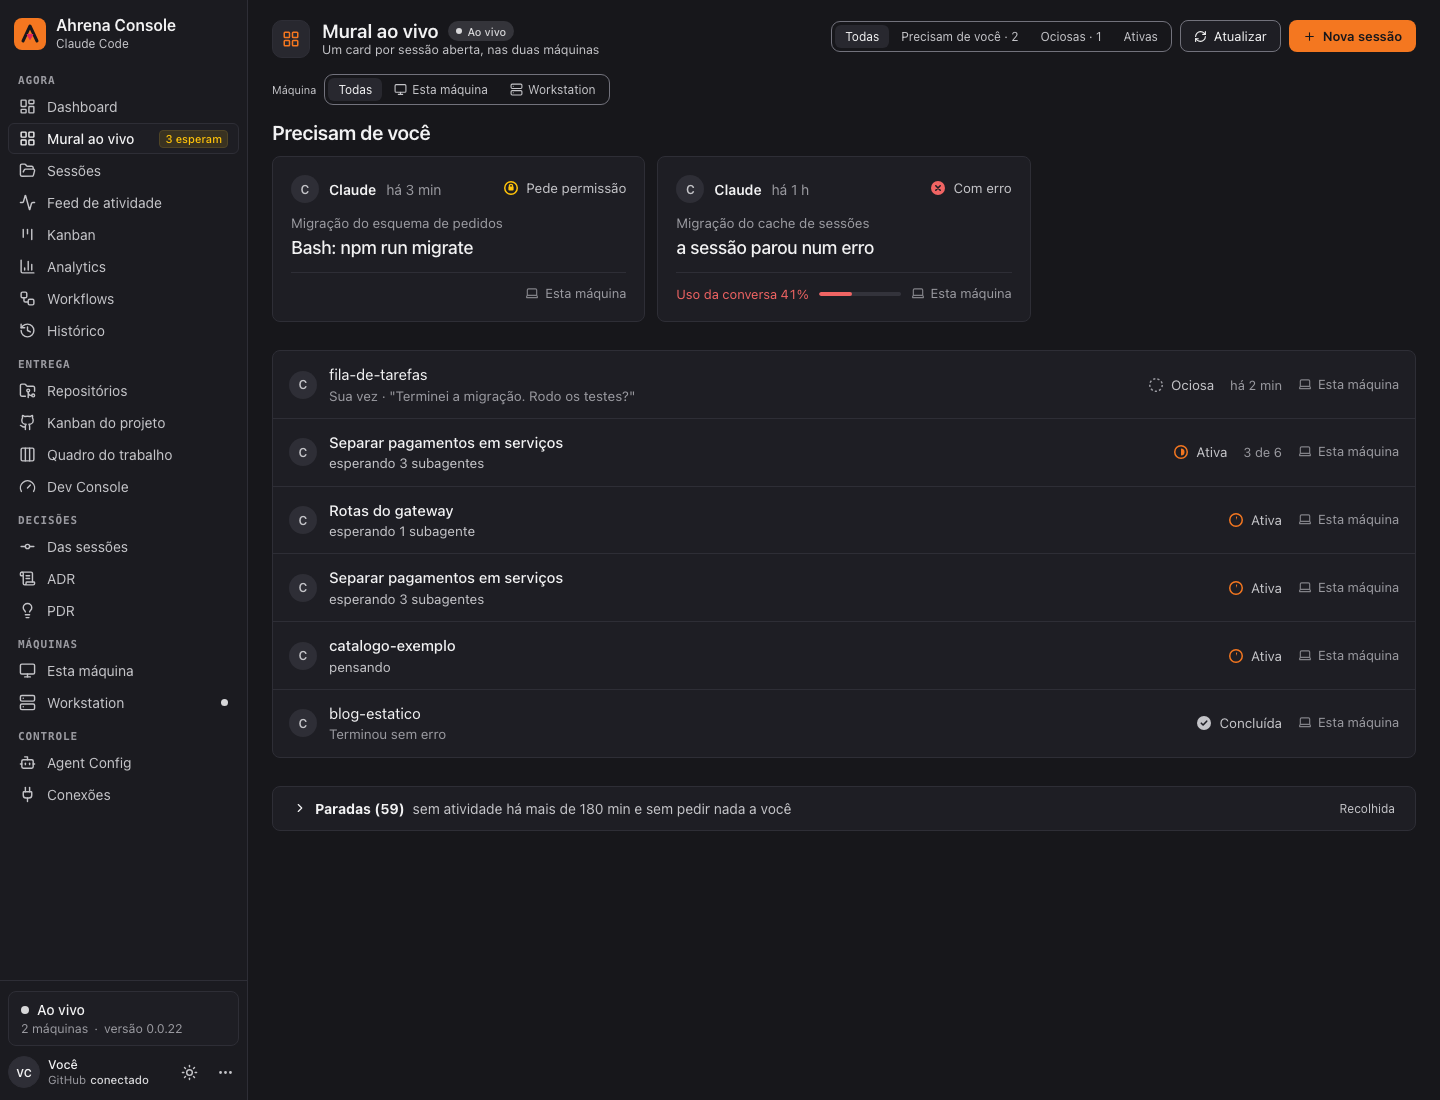 Ahrena Console
Claude Code
AGORA
Dashboard
Mural ao vivo
3 esperam
Sessões
Feed de atividade
Kanban
Analytics
Workflows
Histórico
ENTREGA
Repositórios
Kanban do projeto
Quadro do trabalho
Dev Console
DECISÕES
Das sessões
ADR
PDR
MÁQUINAS
Esta máquina
Workstation
CONTROLE
Agent Config
Conexões
Ao vivo
2 máquinas · versão 0.0.22
VC
Você
GitHub conectado
Mural ao vivo
Ao vivo
Um card por sessão aberta, nas duas máquinas
Todas
Precisam de você · 2
Ociosas · 1
Ativas
Atualizar
Nova sessão
Máquina
Todas
Esta máquina
Workstation
Precisam de você
C
Claude há 3 min
Pede permissão
Migração do esquema de pedidos
Bash: npm run migrate
Esta máquina
C
Claude há 1 h
Com erro
Migração do cache de sessões
a sessão parou num erro
Uso da conversa 41%
Esta máquina
C
fila-de-tarefas
Sua vez · "Terminei a migração. Rodo os testes?"
Ociosa há 2 min Esta máquina
C
Separar pagamentos em serviços
esperando 3 subagentes
Ativa 3 de 6 Esta máquina
C
Rotas do gateway
esperando 1 subagente
Ativa Esta máquina
C
Separar pagamentos em serviços
esperando 3 subagentes
Ativa Esta máquina
C
catalogo-exemplo
pensando
Ativa Esta máquina
C
blog-estatico
Terminou sem erro
Concluída Esta máquina
Paradas (59) sem atividade há mais de 180 min e sem pedir nada a você
Recolhida